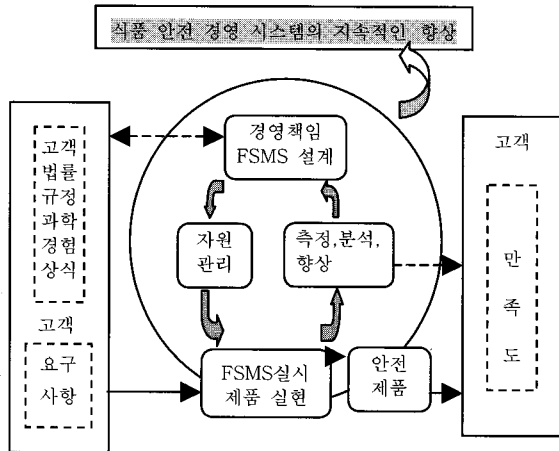 식품 안전 경영 시스템의 지속적인 향상
고객
법률
규정
과학
경험
상식
고객
요구
사항
경영책임
FSMS 설계
자원
관리
측정,분석,
향상
FSMS실시
제품 실현
안전
제품
고객
만
족
도